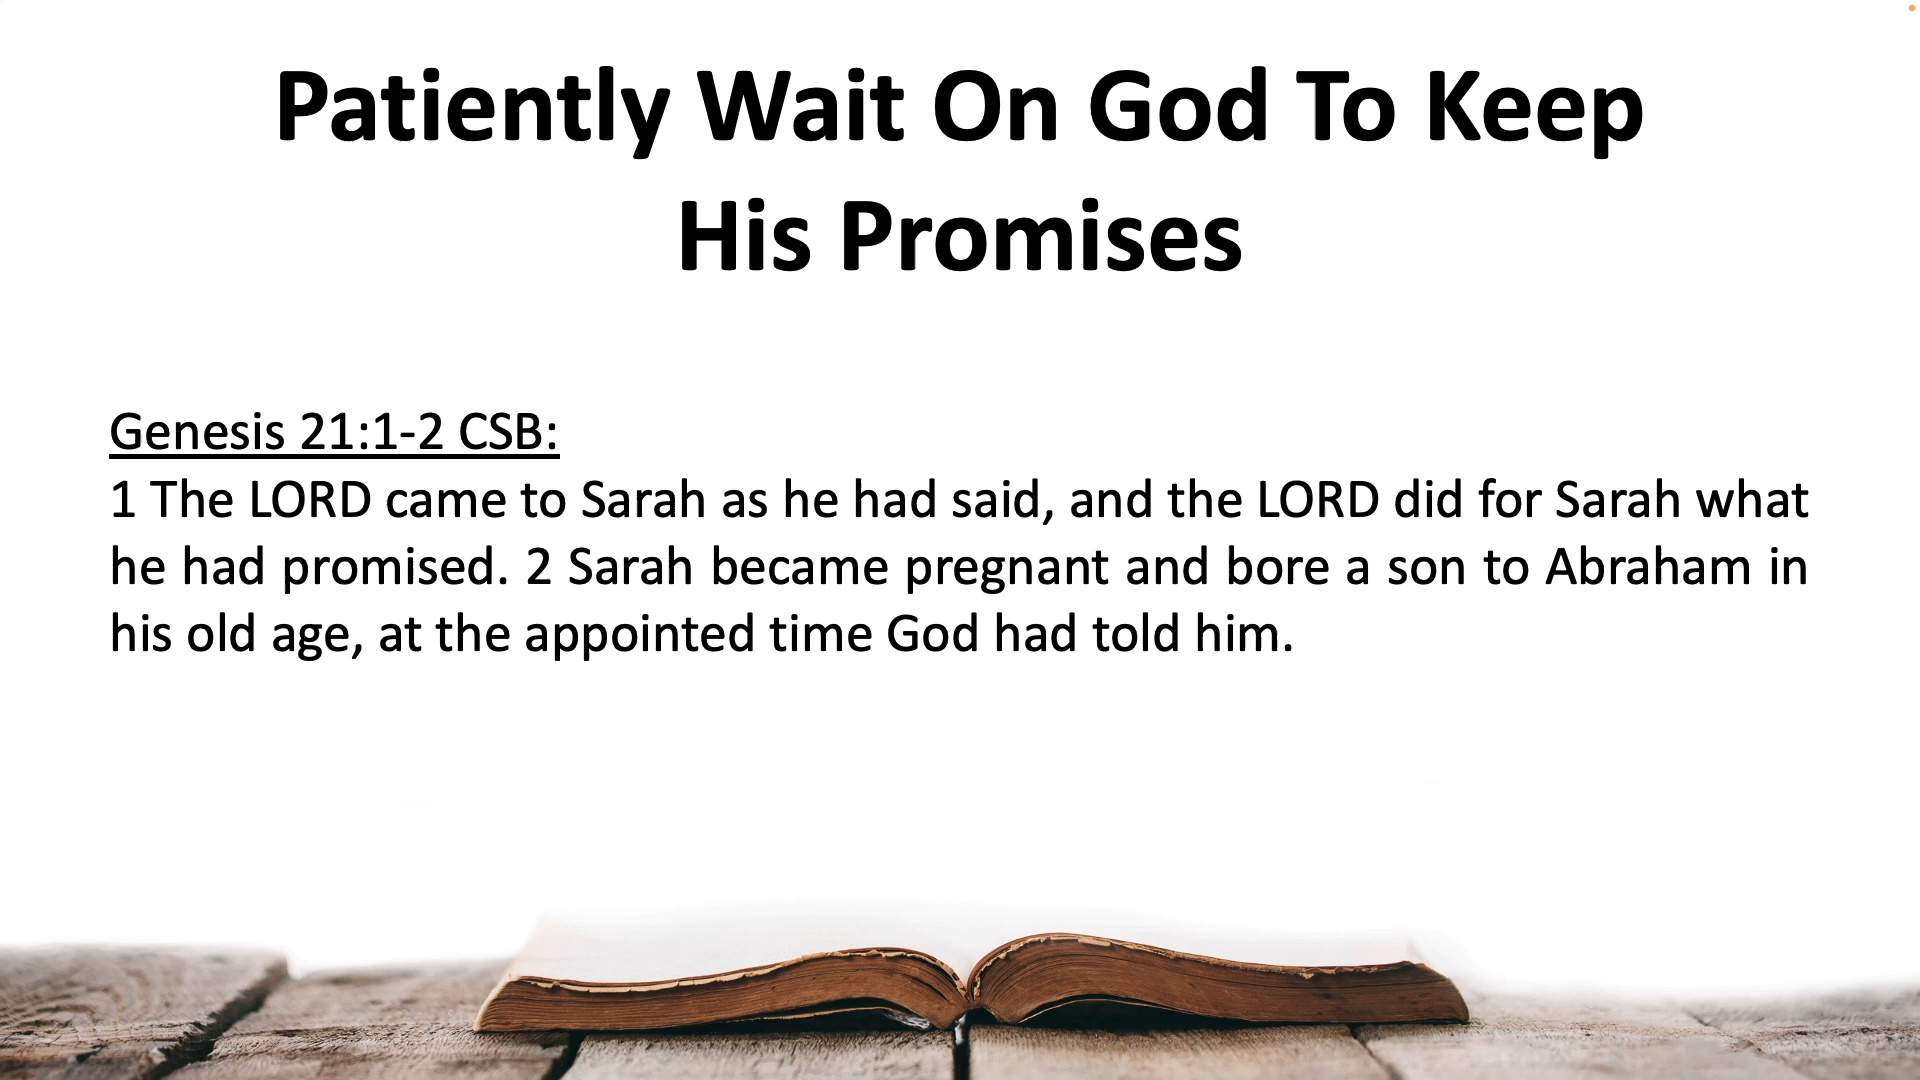 Patiently Wait On God To Keep
His Promises
Genesis 21:1-2 CSB:
1 The LORD came to Sarah as he had said, and the LORD did for Sarah what
he had promised. 2 Sarah became pregnant and bore a son to Abraham in
his old age, at the appointed time God had told him.